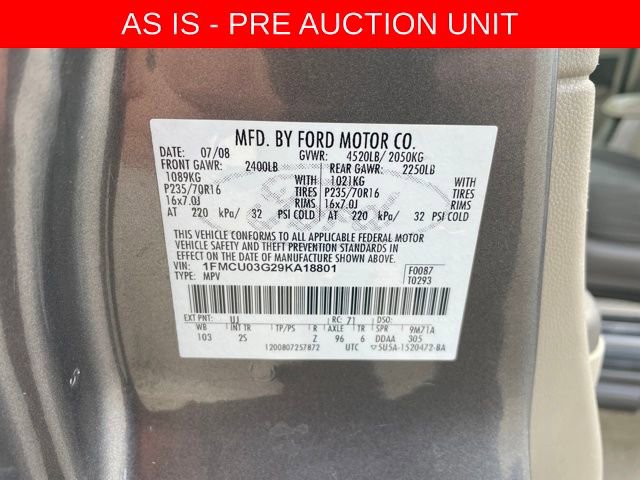 AS IS - PRE AUCTION UNIT
MFD. BY FORD MOTOR CO.
DATE: 07/08 GVWR: 4520LB/ 2050KG
FRONT GAWR: 2400LB REAR GAWR: 2250LB
1089KG WITH 1021KG WITH
P235/70R16 TIRES P235/70R16 TIRES
16x7.0J RIMS 16x7.0J RIMS
AT 220 kPa/ 32 PSI COLD AT 220 kPa/ 32 PSI COLD
THIS VEHICLE CONFORMS TO ALL APPLICABLE FEDERAL MOTOR
VEHICLE SAFETY AND THEFT PREVENTION STANDARDS IN
EFFECT ON THE DATE OF MANUFACTURE SHOWN ABOVE.
VIN: 1FMCU03G29KA18801 F0087
TYPE: MPV T0293
EXT PNT: UJ RC: 71 DSO:
WB INT TR TP/PS R AXLE TR SPR 9M71A
103 2S Z 96 6 DDAA 305
1200807257872 UTC 5U5A-1520472-BA
Ford